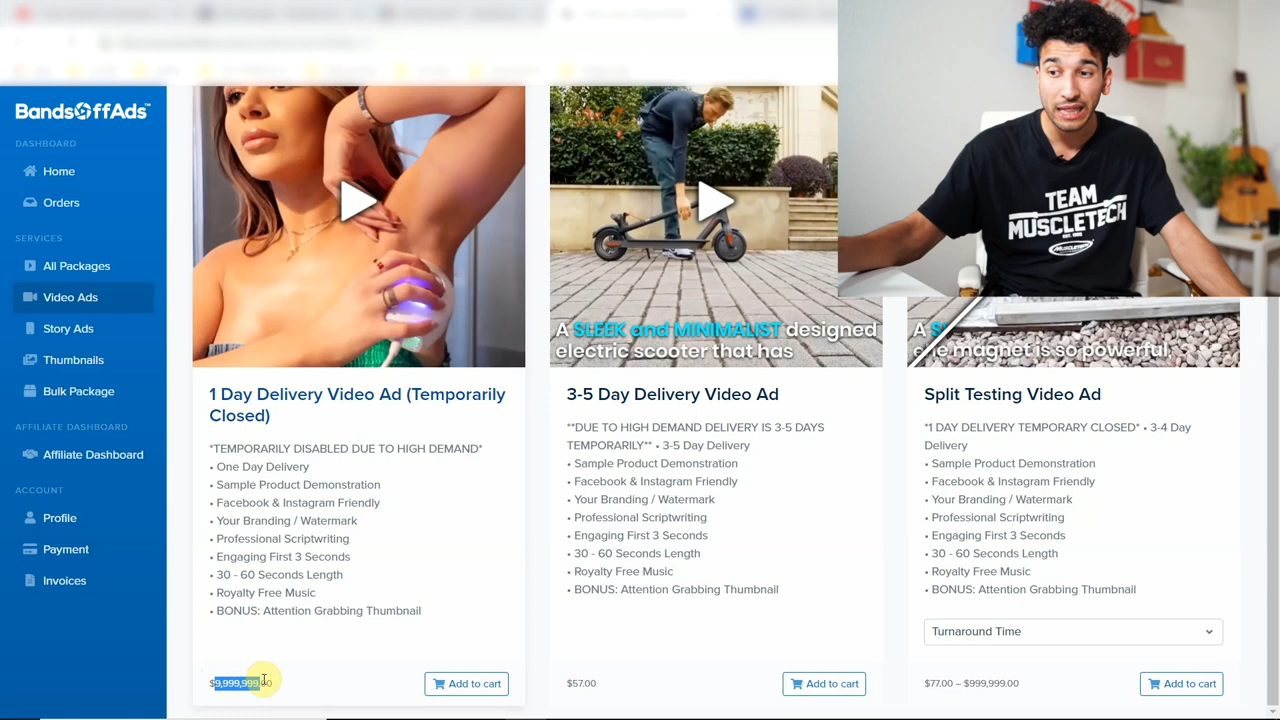 BandsOffAds™
DASHBOARD
Home
Orders
SERVICES
All Packages
Video Ads
Story Ads
Thumbnails
Bulk Package
AFFILIATE DASHBOARD
Affiliate Dashboard
ACCOUNT
Profile
Payment
Invoices
1 Day Delivery Video Ad (Temporarily
Closed)
*TEMPORARILY DISABLED DUE TO HIGH DEMAND*
• One Day Delivery
• Sample Product Demonstration
• Facebook & Instagram Friendly
• Your Branding / Watermark
• Professional Scriptwriting
• Engaging First 3 Seconds
• 30 - 60 Seconds Length
• Royalty Free Music
• BONUS: Attention Grabbing Thumbnail
$9,999,999.00
Add to cart
A SLEEK and MINIMALIST designed
electric scooter that has
3-5 Day Delivery Video Ad
**DUE TO HIGH DEMAND DELIVERY IS 3-5 DAYS
TEMPORARILY** • 3-5 Day Delivery
• Sample Product Demonstration
• Facebook & Instagram Friendly
• Your Branding / Watermark
• Professional Scriptwriting
• Engaging First 3 Seconds
• 30 - 60 Seconds Length
• Royalty Free Music
• BONUS: Attention Grabbing Thumbnail
$57.00
Add to cart
A
magnet is so powerful,
Split Testing Video Ad
*1 DAY DELIVERY TEMPORARY CLOSED* • 3-4 Day
Delivery
• Sample Product Demonstration
• Facebook & Instagram Friendly
• Your Branding / Watermark
• Professional Scriptwriting
• Engaging First 3 Seconds
• 30 - 60 Seconds Length
• Royalty Free Music
• BONUS: Attention Grabbing Thumbnail
Turnaround Time
$77.00 – $999,999.00
Add to cart
TEAM
MUSCLETECH
EST. 1995
MUSCLETECH